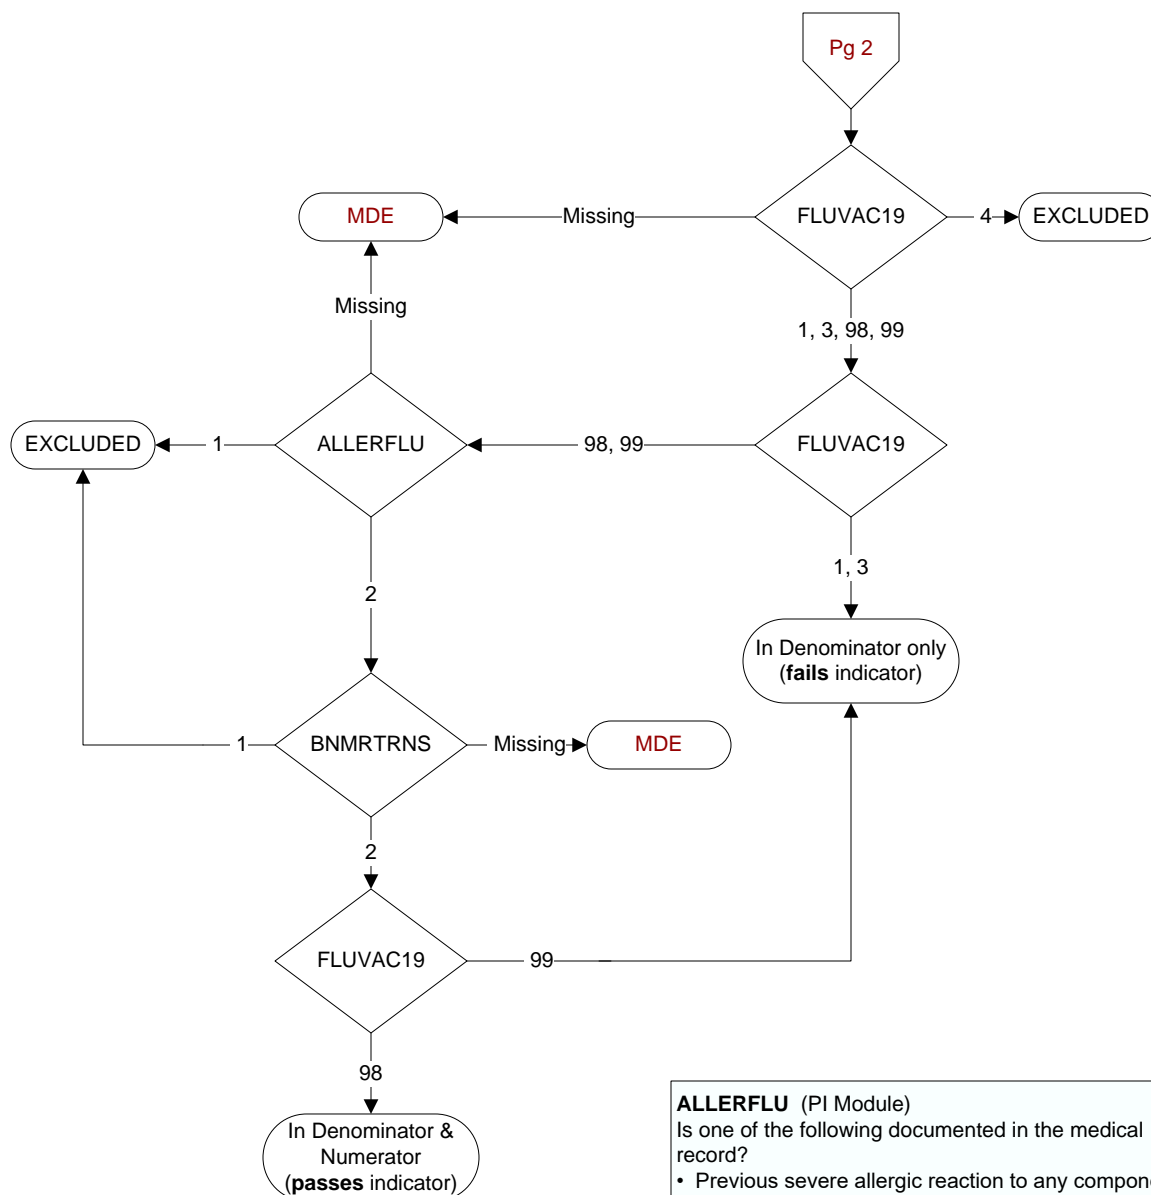 Pg 2
FLUVAC19
Missing
MDE
4
EXCLUDED
Missing
1, 3, 98, 99
FLUVAC19
98, 99
ALLERFLU
1
EXCLUDED
1, 3
2
In Denominator only
(fails indicator)
BNMRTRNS
1
Missing
MDE
2
FLUVAC19
99
98
In Denominator &
Numerator
(passes indicator)
ALLERFLU (PI Module)
Is one of the following documented in the medical
record?
• Previous severe allergic reaction to any